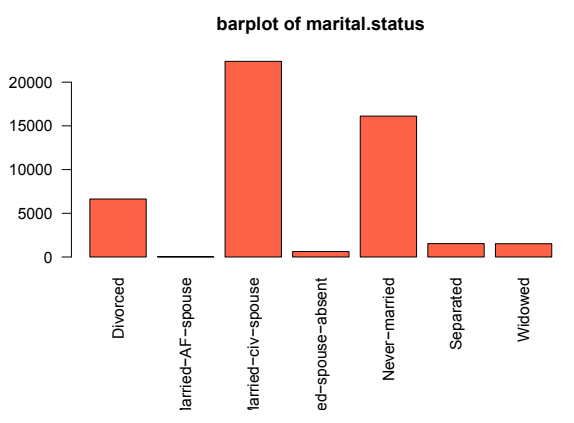 barplot of marital.status
20000
15000
10000
5000
0
Divorced
larried−AF−spouse
larried−civ−spouse
ed−spouse−absent
Never−married
Separated
Widowed